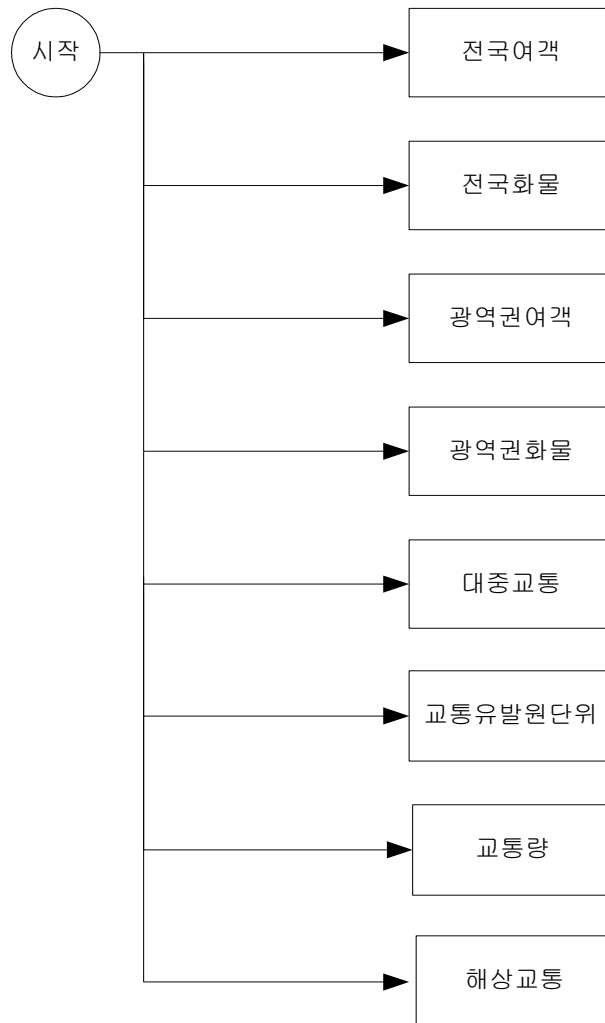 시작
전국여객
전국화물
광역권여객
광역권화물
대중교통
교통유발원단위
교통량
해상교통